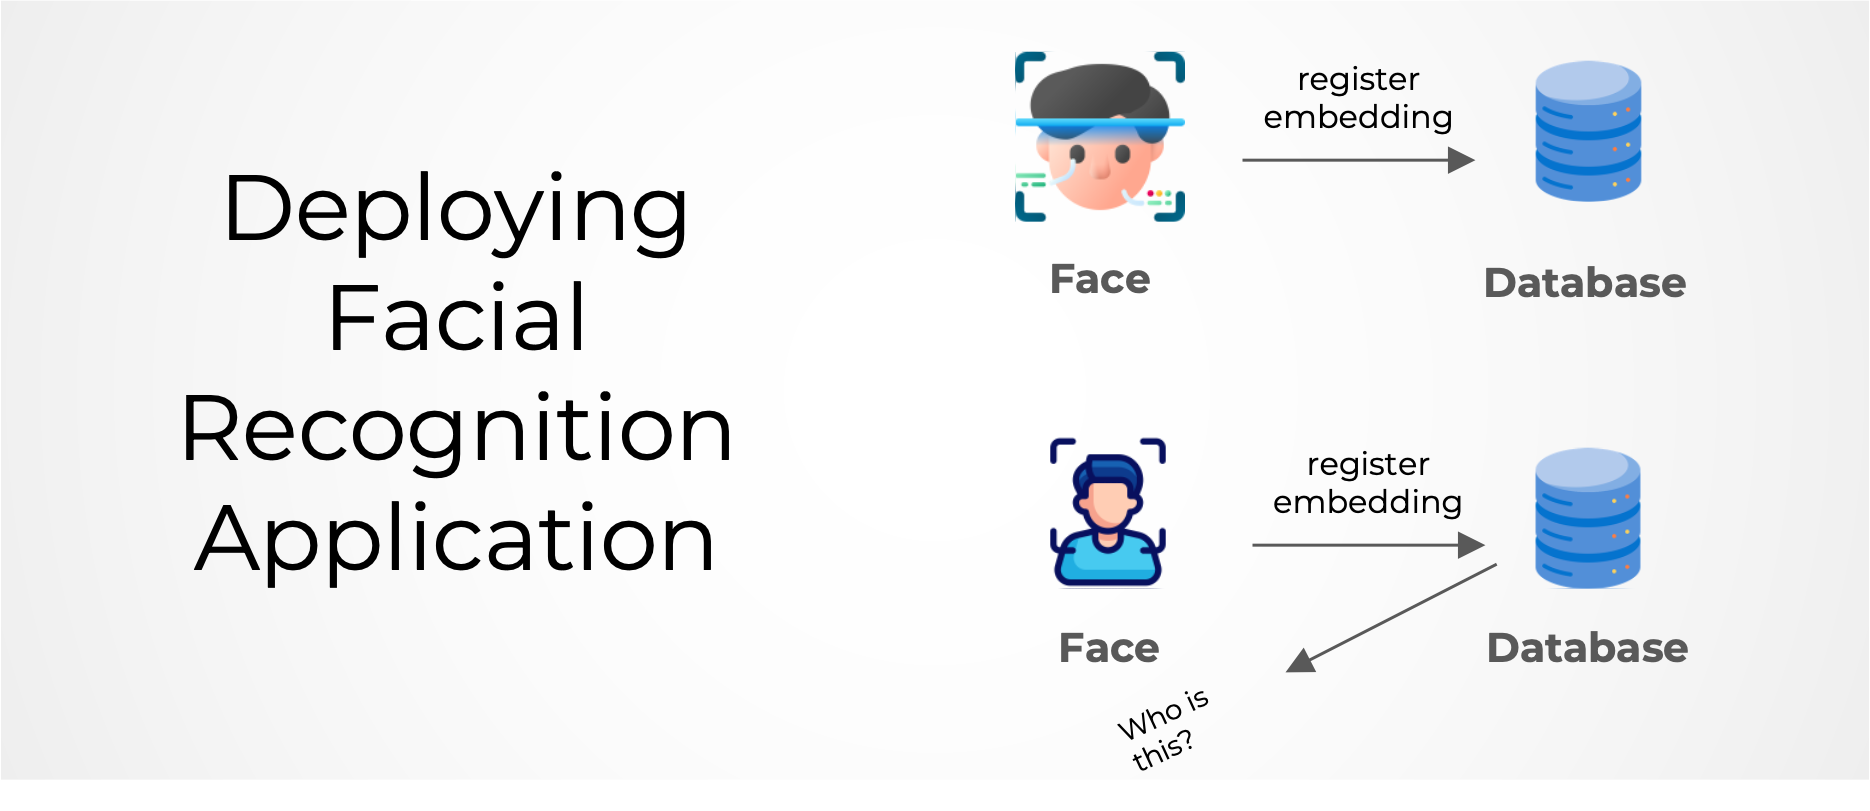 Deploying
Facial
Recognition
Application
register
embedding
Face
Database
register
embedding
Face
Database
Who is
this?